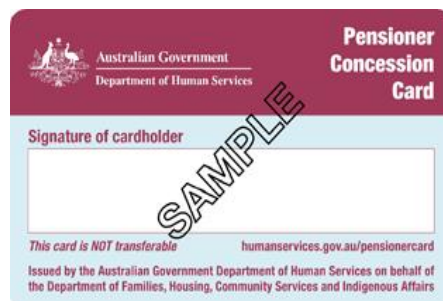 Australian Government
Department of Human Services
Pensioner
Concession
Card
Signature of cardholder
SAMPLE
This card is NOT transferable humanservices.gov.au/pensionercard
Issued by the Australian Government Department of Human Services on behalf of
the Department of Families, Housing, Community Services and Indigenous Affairs